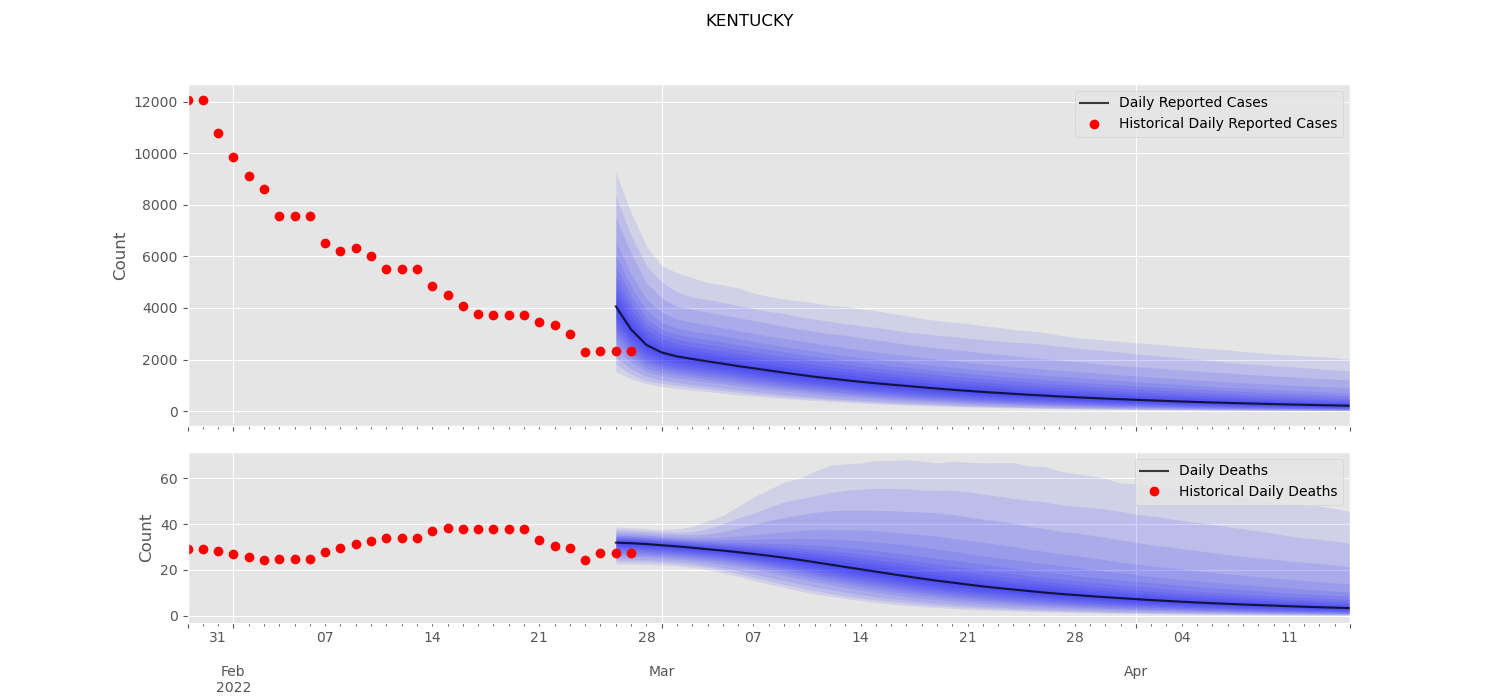 KENTUCKY
12000
10000
8000
6000
4000
2000
0
Count
Daily Reported Cases
Historical Daily Reported Cases
60
40
20
0
Count
Daily Deaths
Historical Daily Deaths
31 07 14 21 28 07 14 21 28 04 11
Feb Mar Apr
2022